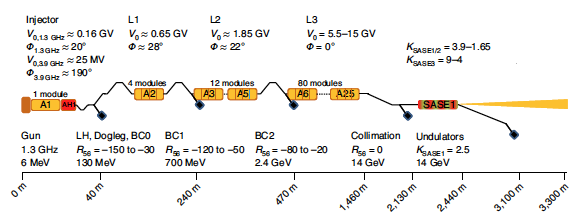 Injector
V0,1.3 GHz ≈ 0.16 GV
Φ1.3 GHz ≈ 20°
V0,3.9 GHz ≈ 25 MV
Φ3.9 GHz ≈ 190°
L1
V0 ≈ 0.65 GV
Φ ≈ 28°
L2
V0 ≈ 1.85 GV
Φ ≈ 22°
L3
V0 = 5.5–15 GV
Φ = 0°
KSASE1/2 = 3.9–1.65
KSASE3 = 9–4
1 module
4 modules
12 modules
80 modules
A1 AH1 A2 A3 A5 A6 A25 SASE1
Gun
1.3 GHz
6 MeV
LH, Dogleg, BC0
R56 = −150 to −30
130 MeV
BC1
R56 = −120 to −50
700 MeV
BC2
R56 = −80 to −20
2.4 GeV
Collimation
R56 = 0
14 GeV
Undulators
KSASE1 = 2.5
14 GeV
0 m 40 m 240 m 470 m 1,460 m 2,130 m 2,440 m 3,100 m 3,300 m